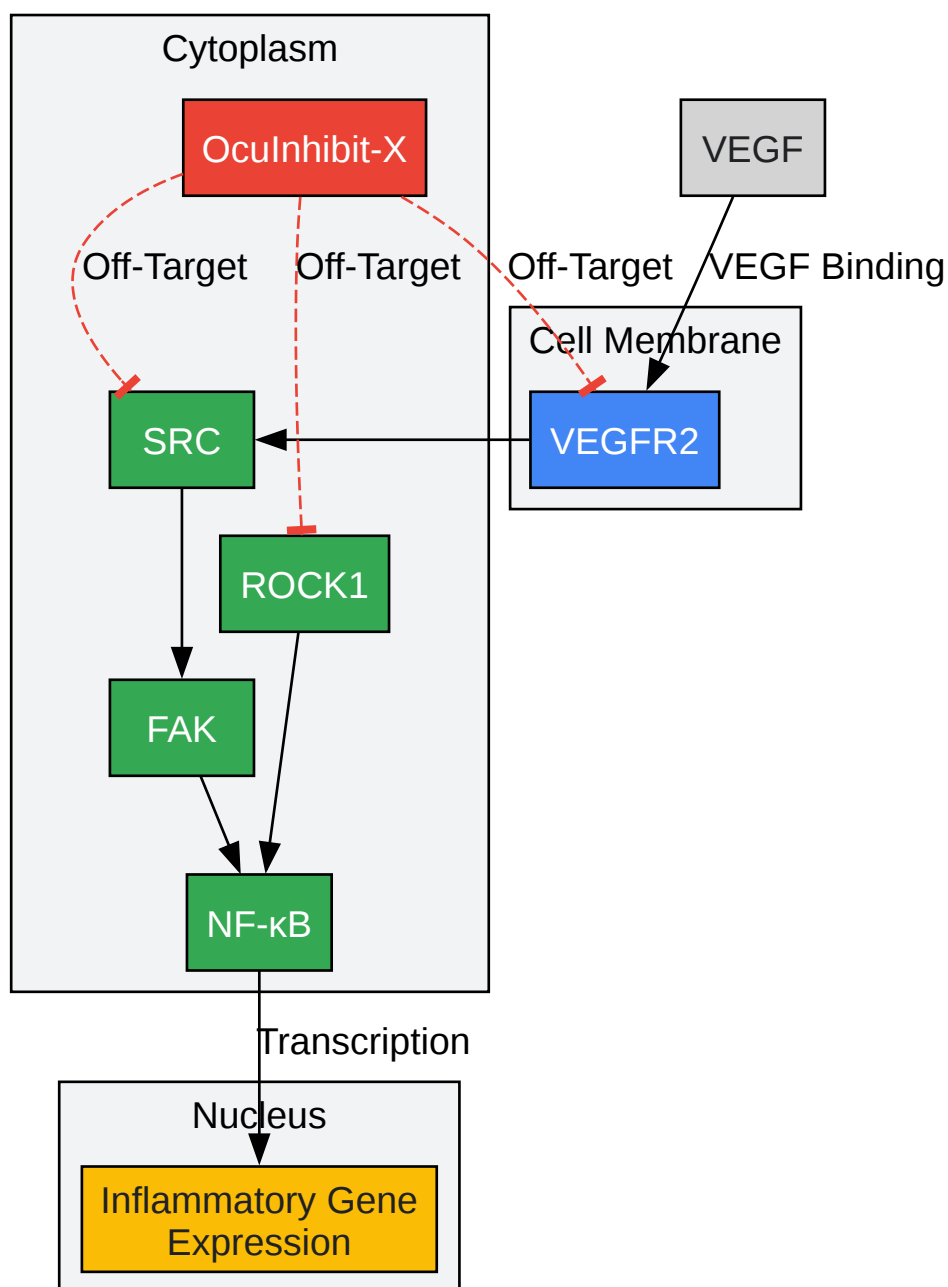 Cytoplasm
OcuInhibit-X
VEGF
Off-Target
Off-Target
Off-Target
VEGF Binding
Cell Membrane
SRC
VEGFR2
ROCK1
FAK
NF-κB
Transcription
Nucleus
Inflammatory Gene
Expression